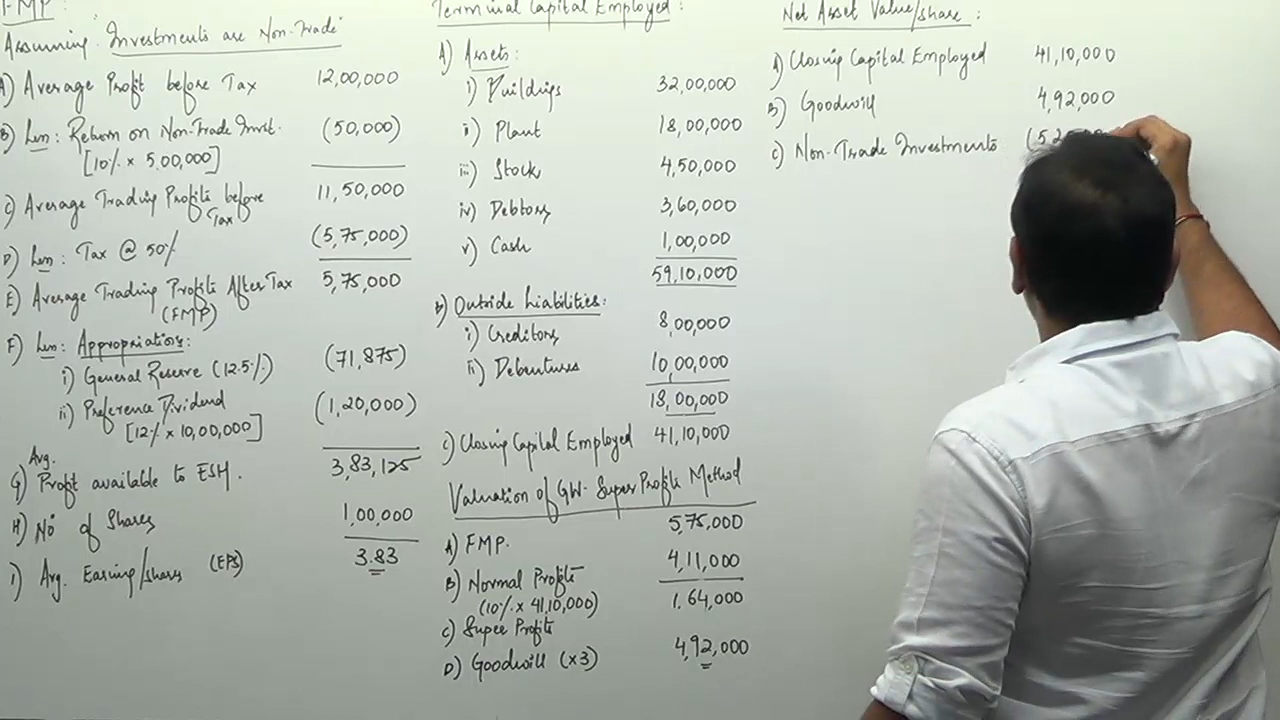 FMP:
Assuming Investments are Non-Trade
A) Average Profit before Tax 12,00,000
B) Less: Return on Non-Trade Invst. (50,000)
[10% x 5,00,000]
C) Average Trading Profits before Tax 11,50,000
D) Less: Tax @ 50% (5,75,000)
E) Average Trading Profits After Tax 5,75,000
(FMP)
F) Less: Appropriations:
i) General Reserve (12.5%) (71,875)
ii) Preference Dividend (1,20,000)
[12% x 10,00,000]
G) Avg. Profit available to ESH. 3,83,125
H) No of Shares 1,00,000
I) Avg. Earning/shares (EPS) 3.83
Terminal Capital Employed:
A) Assets:
i) Buildings 32,00,000
ii) Plant 18,00,000
iii) Stock 4,50,000
iv) Debtors 3,60,000
v) Cash 1,00,000
59,10,000
B) Outside Liabilities:
i) Creditors 8,00,000
ii) Debentures 10,00,000
18,00,000
C) Closing Capital Employed 41,10,000
Valuation of GW- Super Profits Method
A) FMP. 5,75,000
B) Normal Profits 4,11,000
(10% x 41,10,000)
C) Super Profits 1,64,000
D) Goodwill (x3) 4,92,000
Net Asset Value/share:
A) Closing Capital Employed 41,10,000
B) Goodwill 4,92,000
C) Non-Trade Investments